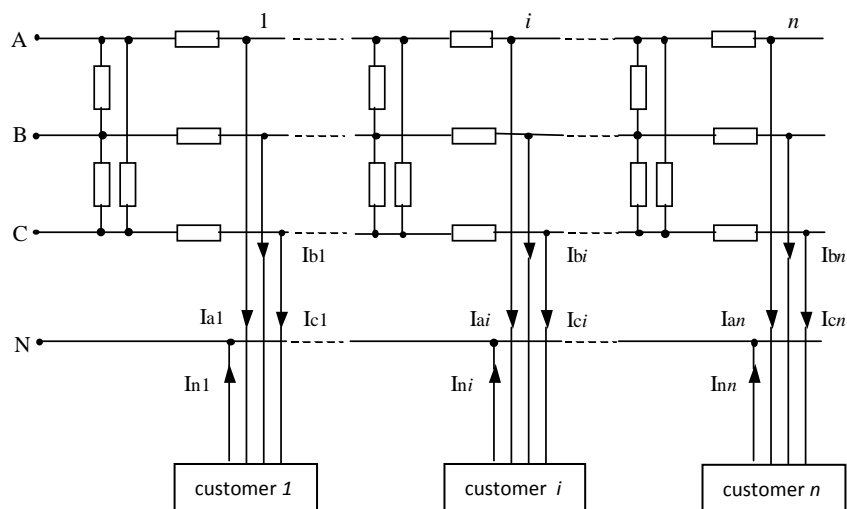 1 i n
A
B
C
Ib1 Ibi Ibn
Ia1 Ic1 Iai Ici Ian Icn
N
In1 Ini Inn
customer 1 customer i customer n